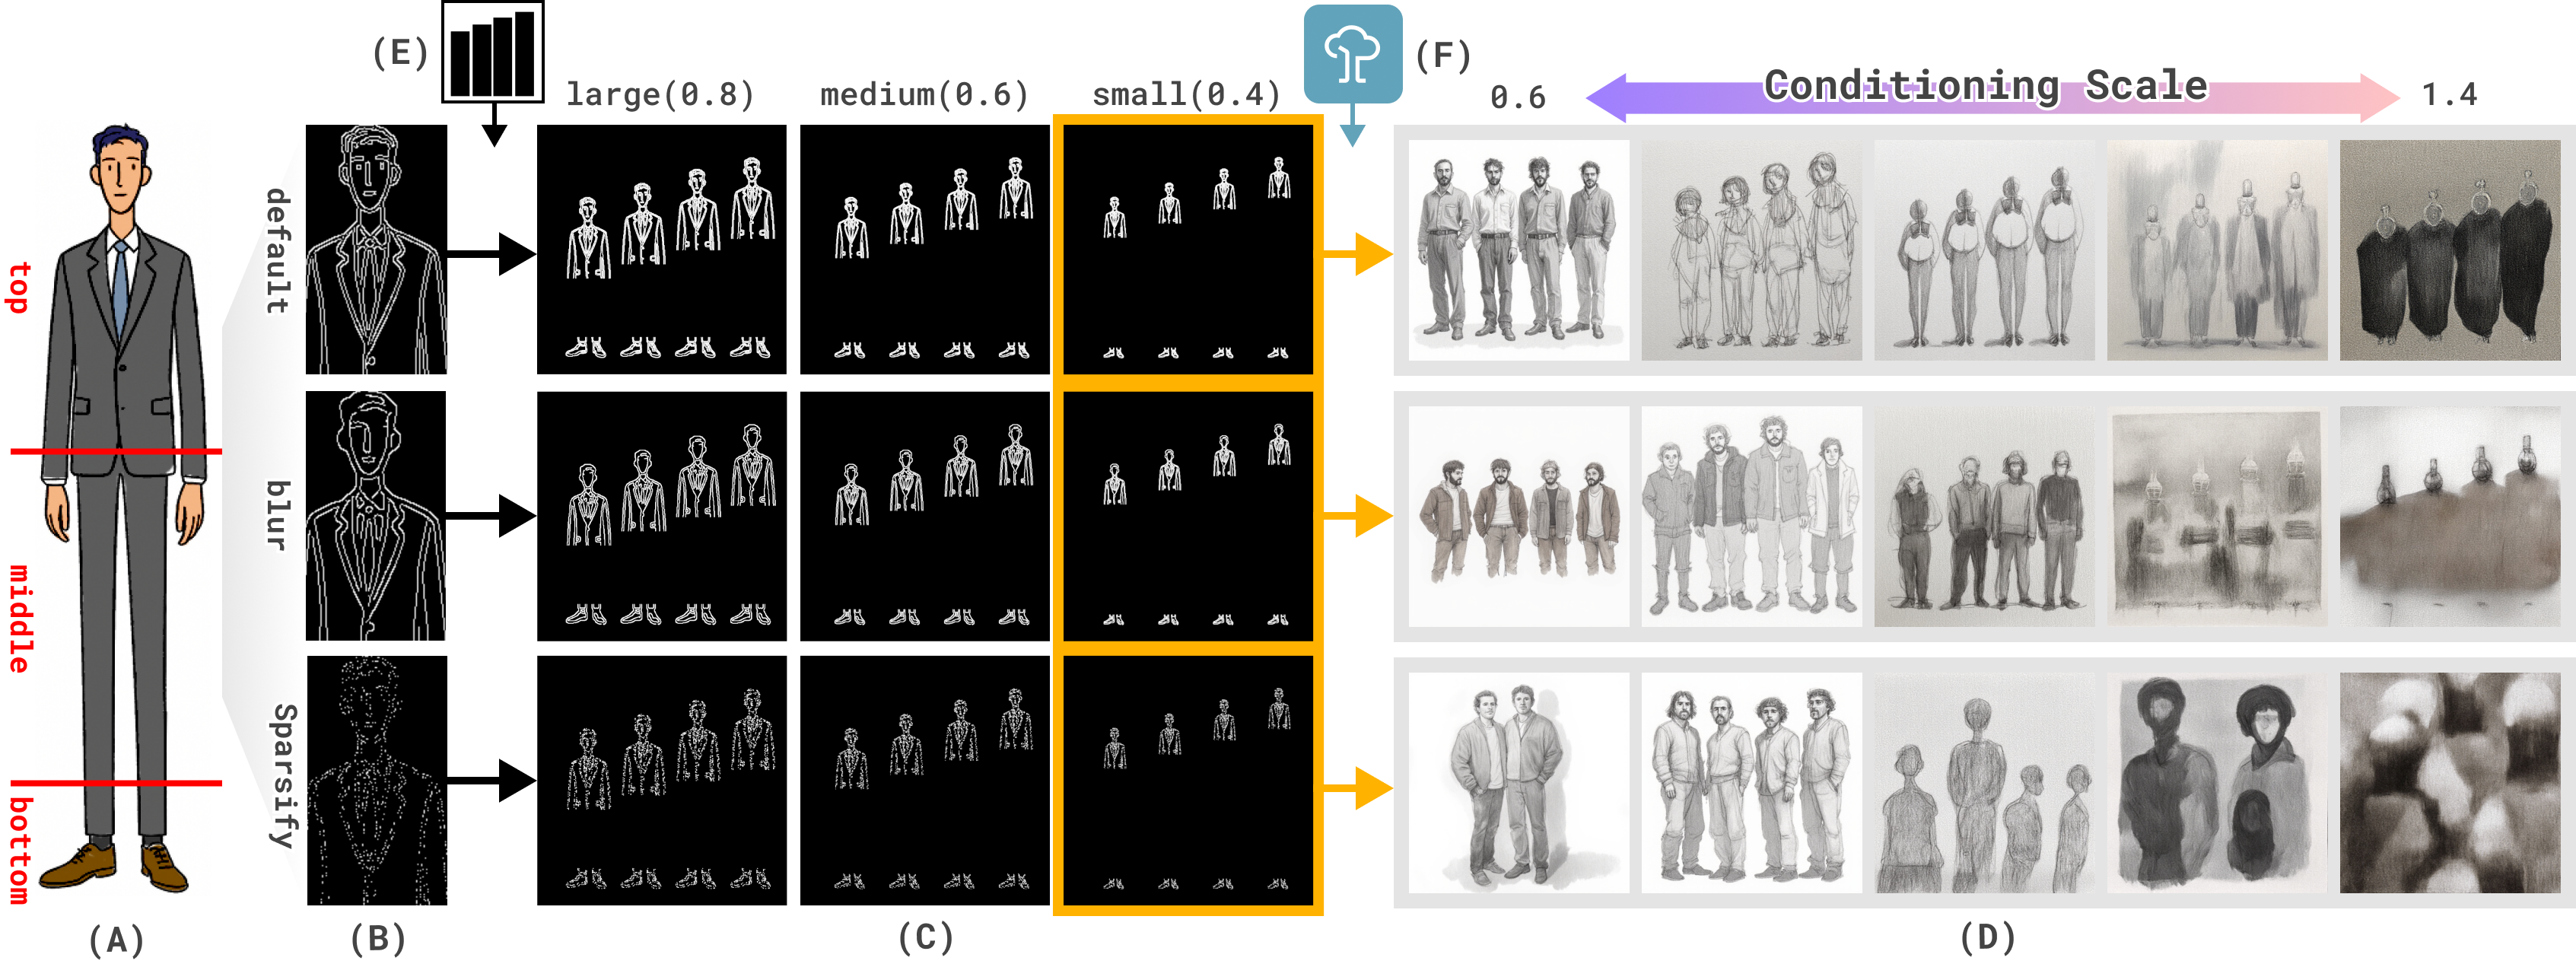 (E)
large(0.8)
medium(0.6)
small(0.4)
(F)
0.6
Conditioning Scale
1.4
top
middle
bottom
default
blur
Sparsify
(A)
(B)
(C)
(D)